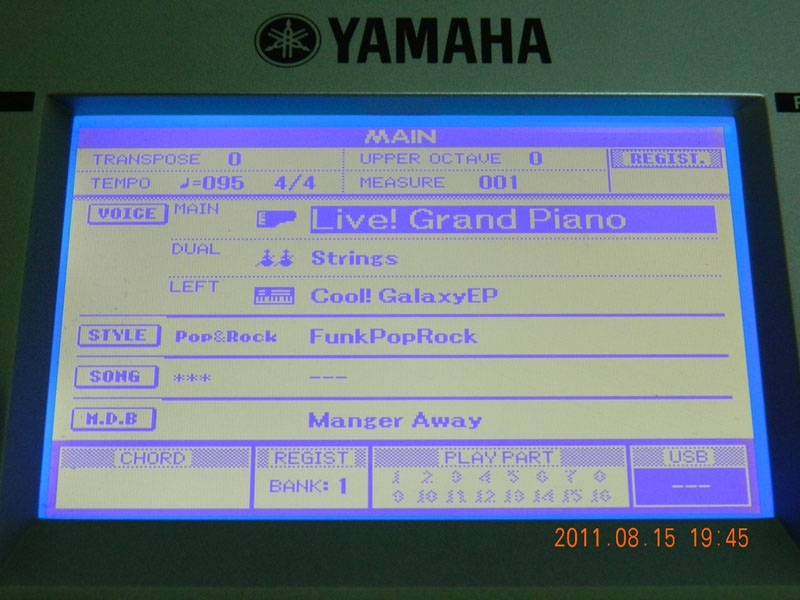 YAMAHA
MAIN
TRANSPOSE 0 UPPER OCTAVE 0 REGIST.
TEMPO ♩=095 4/4 MEASURE 001
VOICE MAIN Live! Grand Piano
DUAL Strings
LEFT Cool! GalaxyEP
STYLE Pop&Rock FunkPopRock
SONG *** ---
M.D.B Manger Away
CHORD REGIST PLAY PART USB
BANK: 1 1 2 3 4 5 6 7 8 ---
9 10 11 12 13 14 15 16
2011.08.15 19:45